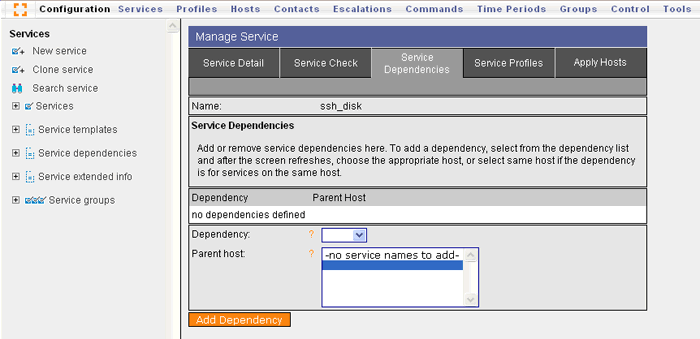 Configuration Services Profiles Hosts Contacts Escalations Commands Time Periods Groups Control Tools
Services
New service
Clone service
Search service
Services
Service templates
Service dependencies
Service extended info
Service groups
Manage Service
Service Detail Service Check Service Dependencies Service Profiles Apply Hosts
Name: ssh_disk
Service Dependencies
Add or remove service dependencies here. To add a dependency, select from the dependency list
and after the screen refreshes, choose the appropriate host, or select same host if the dependency
is for services on the same host.
Dependency Parent Host
no dependencies defined
Dependency: ?
Parent host: ? -no service names to add-
Add Dependency